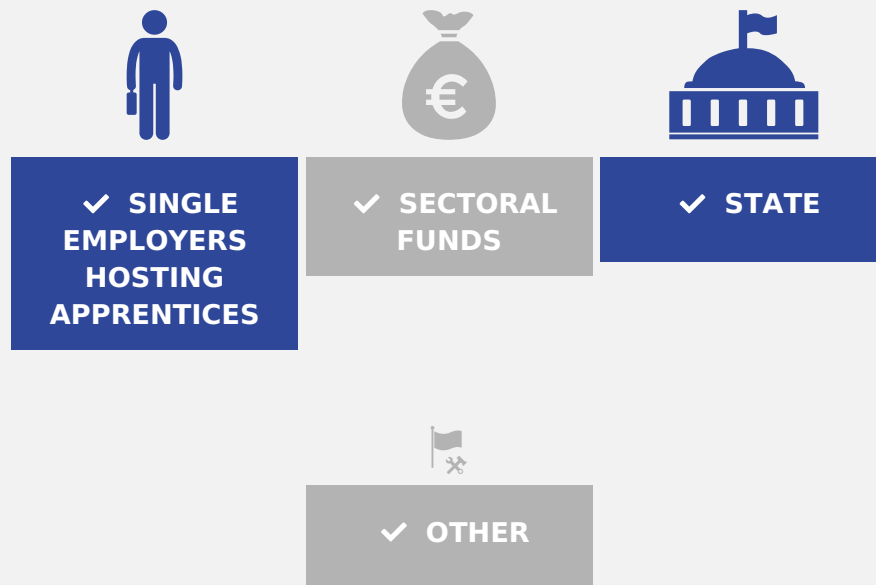 ✓ SINGLE
EMPLOYERS
HOSTING
APPRENTICES
✓ SECTORAL
FUNDS
✓ STATE
€
✓ OTHER